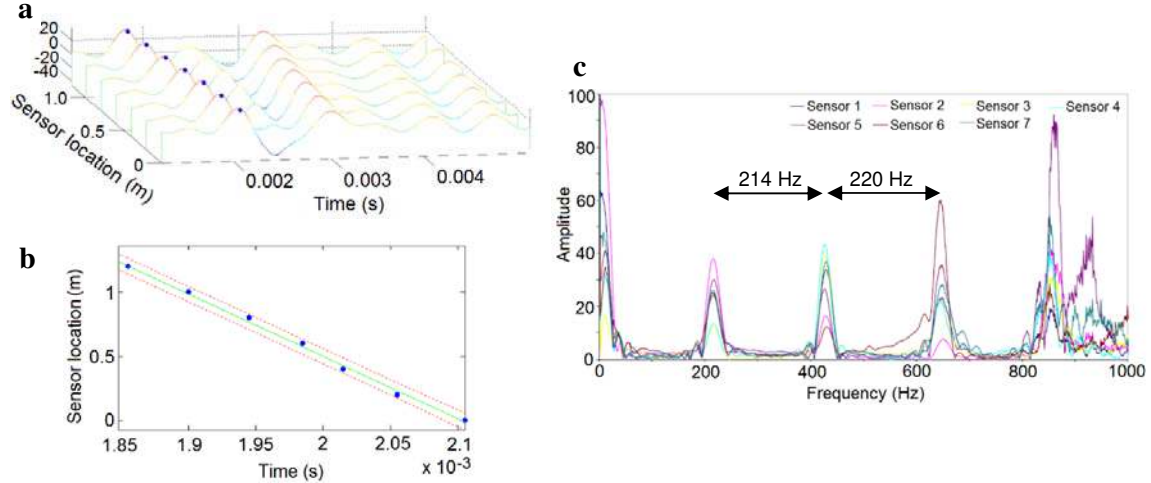 a
20
0
-20
-40
1.0
0.5
0
Sensor location (m)
0.002
0.003
0.004
Time (s)
b
1
0.5
0
Sensor location (m)
1.85
1.9
1.95
2
2.05
2.1
x 10⁻³
Time (s)
c
100
80
60
40
20
0
Amplitude
Sensor 1 Sensor 2 Sensor 3 Sensor 4
Sensor 5 Sensor 6 Sensor 7
214 Hz
220 Hz
0 200 400 600 800 1000
Frequency (Hz)